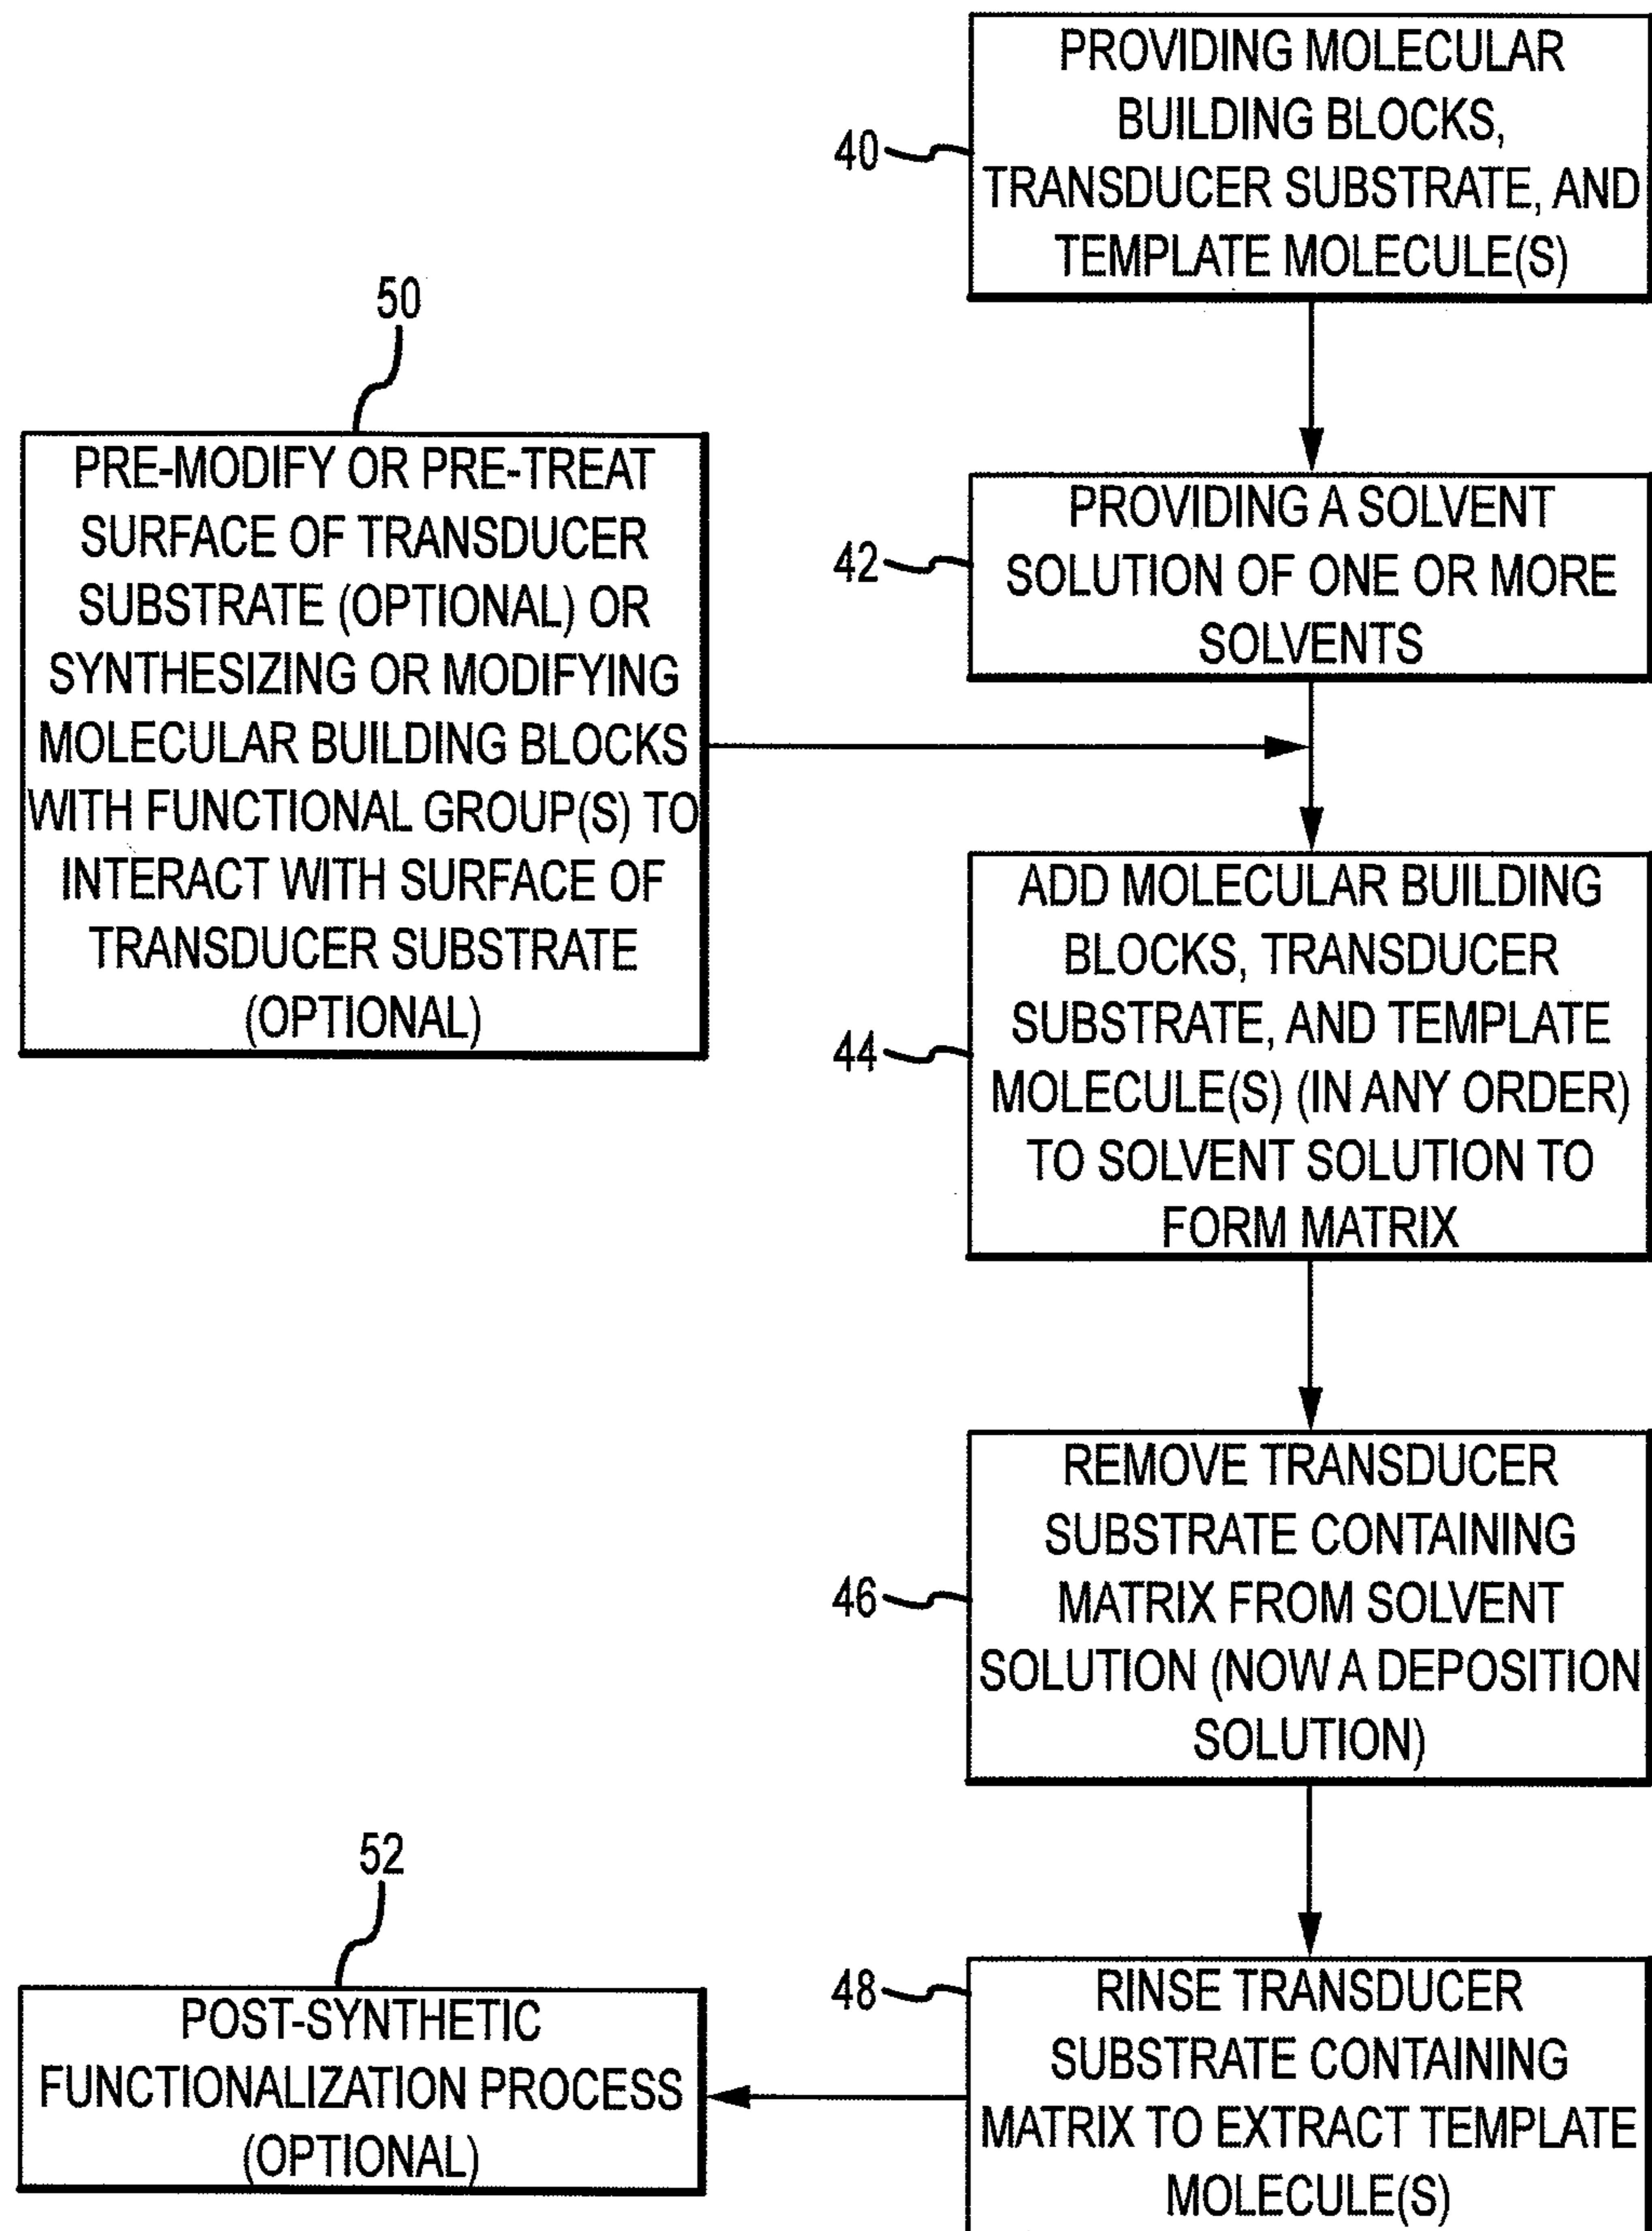 PROVIDING MOLECULAR
BUILDING BLOCKS,
TRANSDUCER SUBSTRATE, AND
TEMPLATE MOLECULE(S)
40
50
PRE-MODIFY OR PRE-TREAT
SURFACE OF TRANSDUCER
SUBSTRATE (OPTIONAL) OR
SYNTHESIZING OR MODIFYING
MOLECULAR BUILDING BLOCKS
WITH FUNCTIONAL GROUP(S) TO
INTERACT WITH SURFACE OF
TRANSDUCER SUBSTRATE
(OPTIONAL)
42
PROVIDING A SOLVENT
SOLUTION OF ONE OR MORE
SOLVENTS
44
ADD MOLECULAR BUILDING
BLOCKS, TRANSDUCER
SUBSTRATE, AND TEMPLATE
MOLECULE(S) (IN ANY ORDER)
TO SOLVENT SOLUTION TO
FORM MATRIX
46
REMOVE TRANSDUCER
SUBSTRATE CONTAINING
MATRIX FROM SOLVENT
SOLUTION (NOW A DEPOSITION
SOLUTION)
48
RINSE TRANSDUCER
SUBSTRATE CONTAINING
MATRIX TO EXTRACT TEMPLATE
MOLECULE(S)
52
POST-SYNTHETIC
FUNCTIONALIZATION PROCESS
(OPTIONAL)